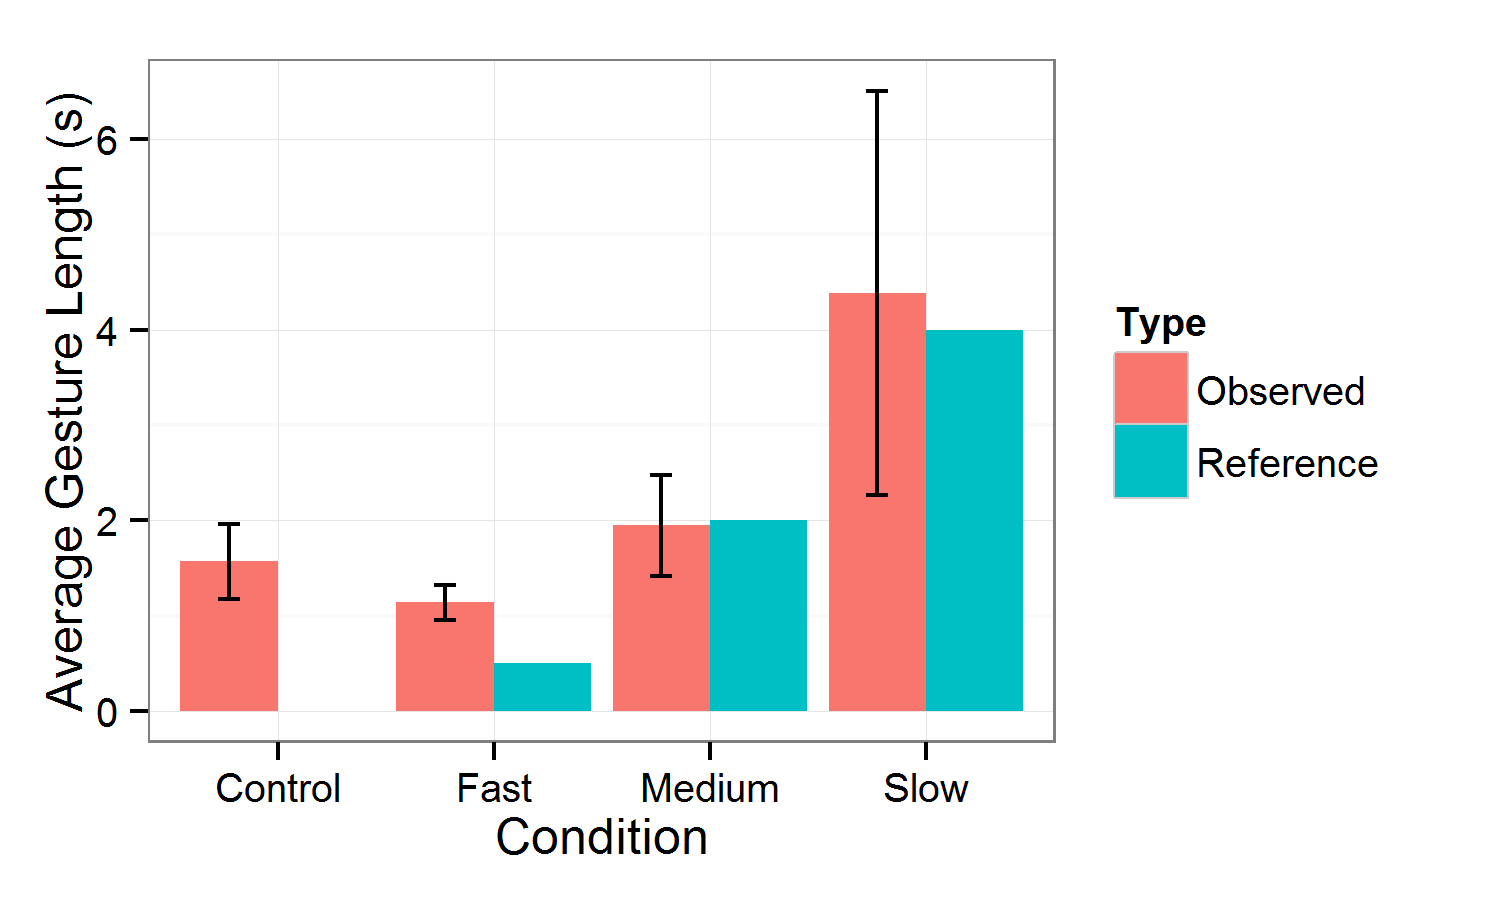 Average Gesture Length (s)
6
4
2
0
Control Fast Medium Slow
Condition
Type
Observed
Reference